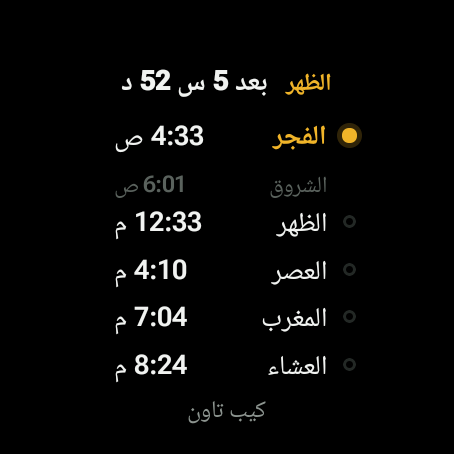 الظهر بعد 5 س 52 د
الفجر 4:33 ص
الشروق 6:01 ص
الظهر 12:33 م
العصر 4:10 م
المغرب 7:04 م
العشاء 8:24 م
كيب تاون